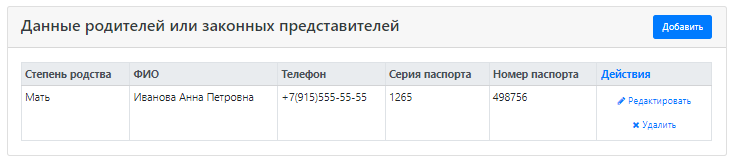 Данные родителей или законных представителей
Добавить
Степень родства ФИО Телефон Серия паспорта Номер паспорта Действия
Мать Иванова Анна Петровна +7(915)555-55-55 1265 498756 Редактировать
Удалить